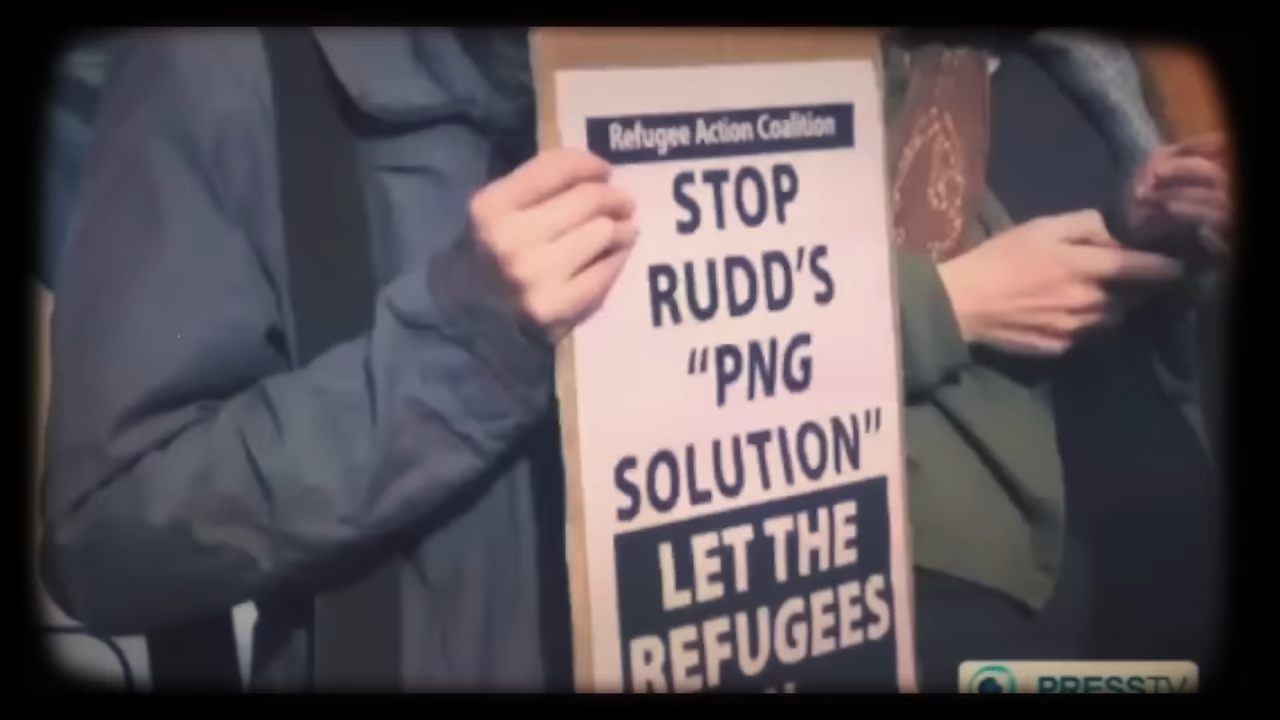 Refugee Action Coalition
STOP
RUDD'S
“PNG
SOLUTION”
LET THE
REFUGEES
PRESSTV